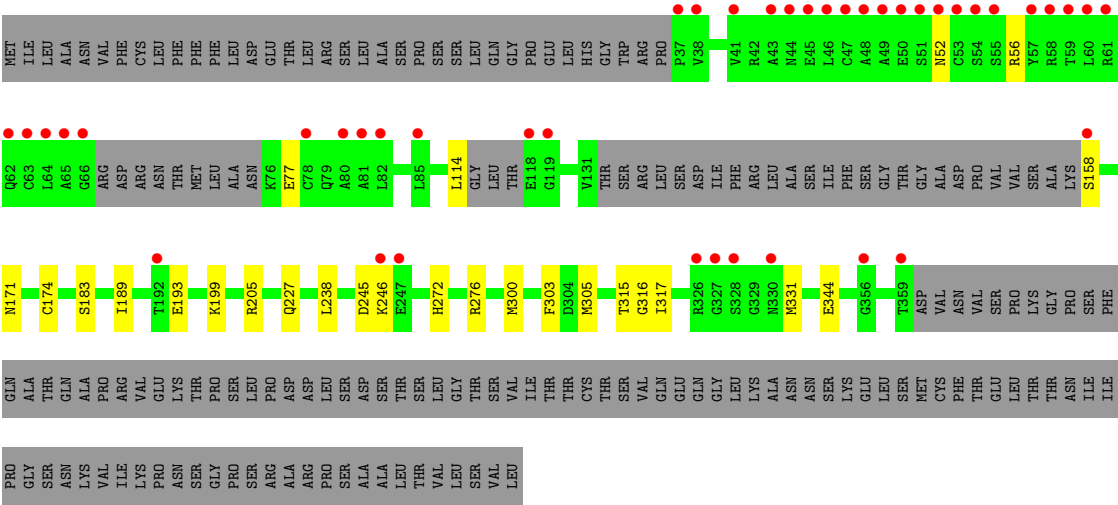 MET ILE LEU ALA ASN VAL PHE CYS LEU PHE PHE PHE PHE LEU ASP GLU THR LEU ARG SER LEU ALA SER PRO SER SER LEU GLN GLY PRO GLU LEU HIS GLY TRP ARG PRO P37 V38 V41 R42 A43 N44 E45 L46 C47 A48 A49 E50 S51 N52 C53 S54 S55 R56 Y57 R58 T59 L60 R61
Q62 C63 L64 A65 G66 ARG ASP ARG ASN THR MET LEU ALA ASN K76 E77 C78 Q79 A80 A81 L82 L85 L114 GLY LEU THR E118 G119 V131 THR SER ARG LEU SER ASP ILE PHE ARG LEU ALA SER ILE PHE SER GLY THR GLY ALA ASP PRO VAL VAL SER ALA LYS S158
N171 C174 S183 I189 T192 E193 K199 R205 Q227 L238 D245 K246 E247 H272 R276 M300 F303 D304 M305 T315 G316 I317 R326 G327 S328 G329 N330 M331 E344 G356 T359 ASP VAL ASN VAL SER PRO LYS GLY PRO SER PHE
GLN ALA THR GLN ALA PRO ARG VAL GLU LYS THR PRO SER LEU PRO ASP ASP LEU SER ASP SER THR SER LEU GLY THR SER VAL ILE THR THR CYS THR SER VAL GLN GLU GLN GLY LEU LYS ALA ASN ASN SER LYS GLU LEU SER MET CYS PHE THR GLU LEU THR THR ASN ILE ILE
PRO GLY SER ASN LYS VAL ILE LYS PRO ASN SER GLY PRO SER ARG ALA ARG PRO SER ALA ALA LEU THR VAL LEU SER VAL LEU